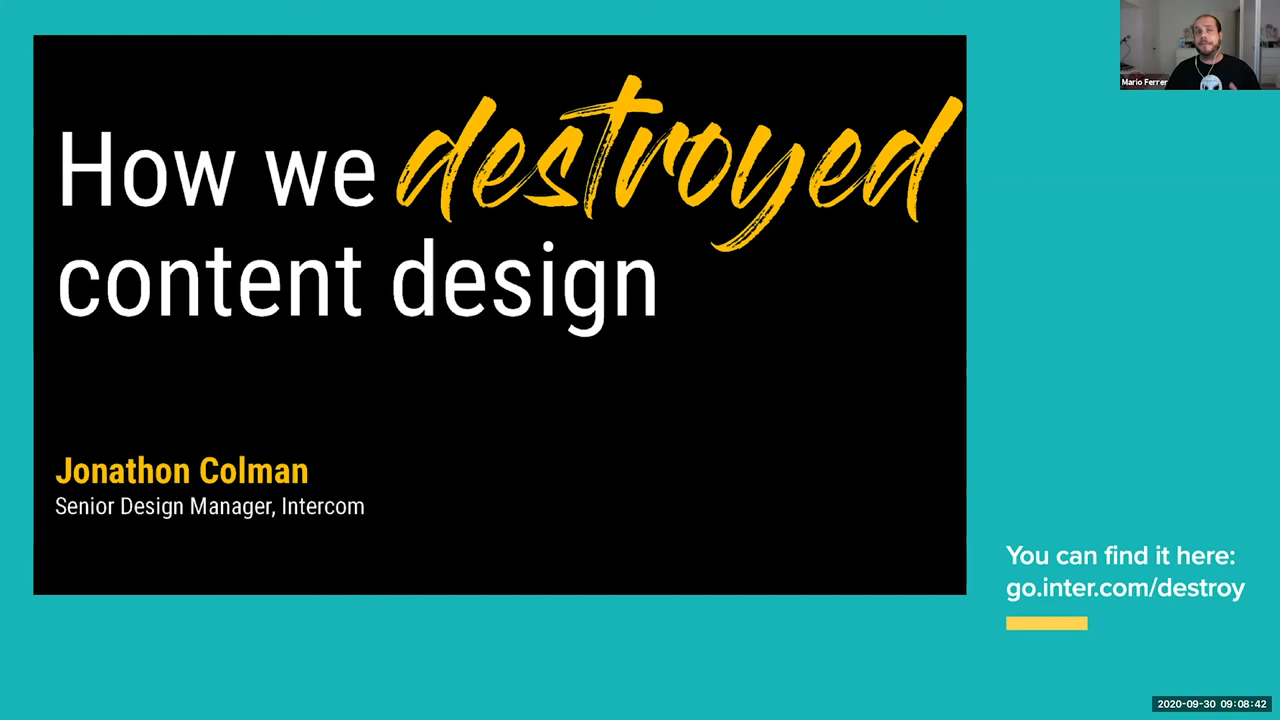 How we destroyed
content design
Jonathon Colman
Senior Design Manager, Intercom
You can find it here:
go.inter.com/destroy
Mario Ferrer
2020-09-30 09:08:42